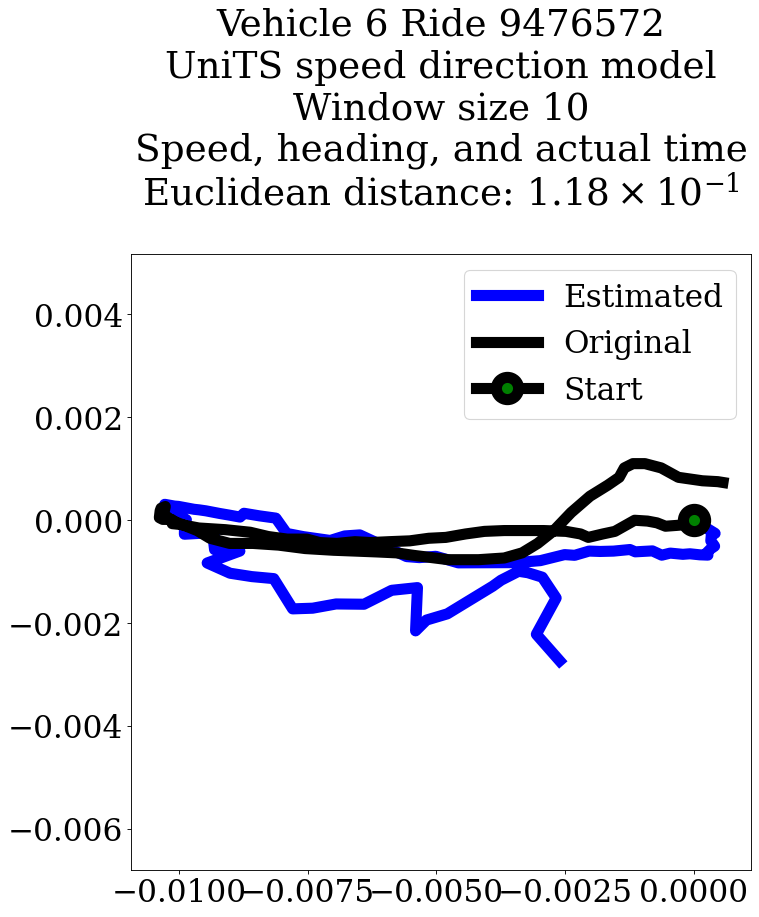 Vehicle 6 Ride 9476572
UniTS speed direction model
Window size 10
Speed, heading, and actual time
Euclidean distance: 1.18 × 10⁻¹
Estimated
Original
Start
0.004
0.002
0.000
−0.002
−0.004
−0.006
−0.0100 −0.0075 −0.0050 −0.0025 0.0000